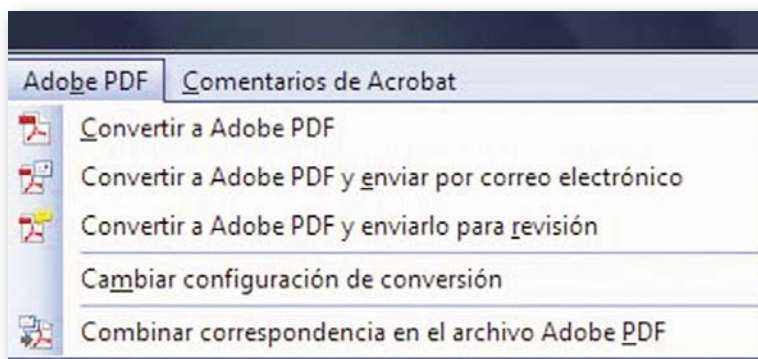 Adobe PDF Comentarios de Acrobat
Convertir a Adobe PDF
Convertir a Adobe PDF y enviar por correo electrónico
Convertir a Adobe PDF y enviarlo para revisión
Cambiar configuración de conversión
Combinar correspondencia en el archivo Adobe PDF